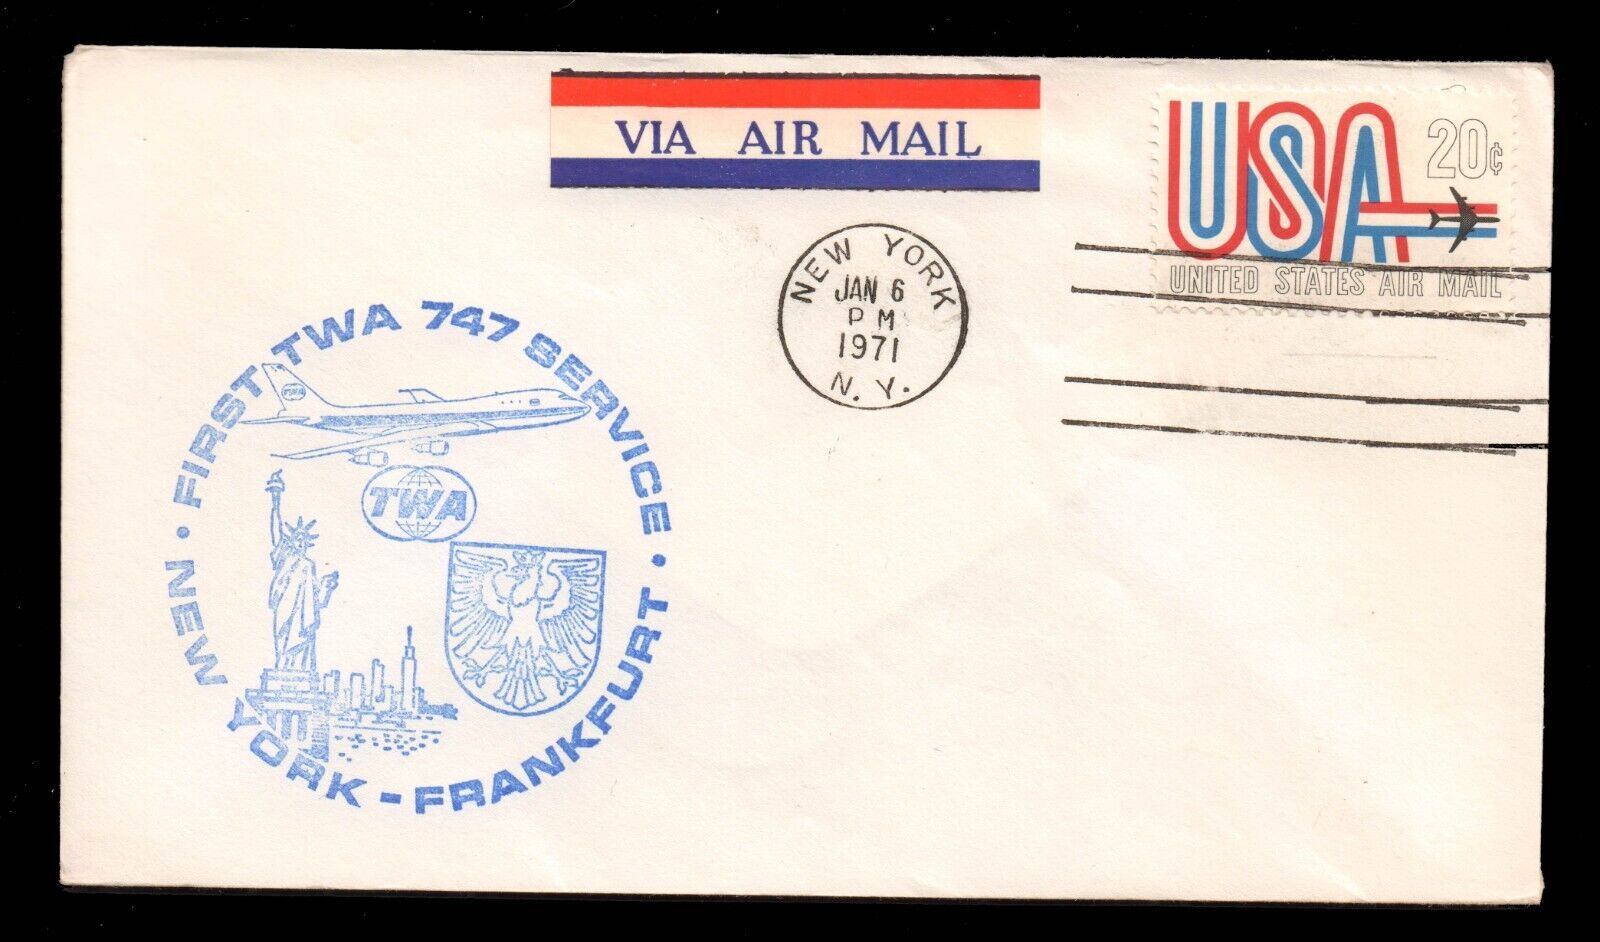 VIA AIR MAIL
USA 20¢
UNITED STATES AIR MAIL
NEW YORK
JAN 6
PM
1971
N.Y.
· FIRST TWA 747 SERVICE ·
TWA
TWA
NEW YORK - FRANKFURT